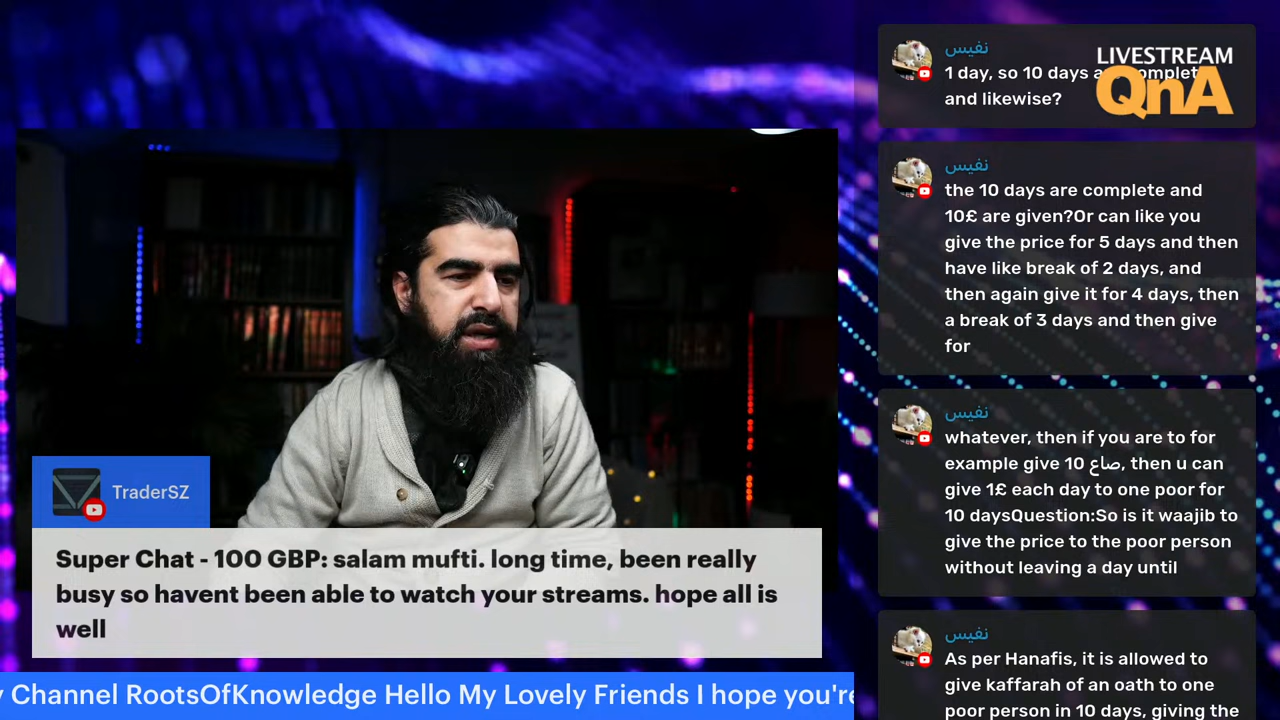 LIVESTREAM
QnA
نفيس
1 day, so 10 days a
and likewise?
نفيس
the 10 days are complete and
10£ are given?Or can like you
give the price for 5 days and then
have like break of 2 days, and
then again give it for 4 days, then
a break of 3 days and then give
for
نفيس
whatever, then if you are to for
example give 10 صاع, then u can
give 1£ each day to one poor for
10 daysQuestion:So is it waajib to
give the price to the poor person
without leaving a day until
نفيس
As per Hanafis, it is allowed to
give kaffarah of an oath to one
poor person in 10 days, giving the
TraderSZ
Super Chat - 100 GBP: salam mufti. long time, been really
busy so havent been able to watch your streams. hope all is
well
y Channel RootsOfKnowledge Hello My Lovely Friends I hope you're